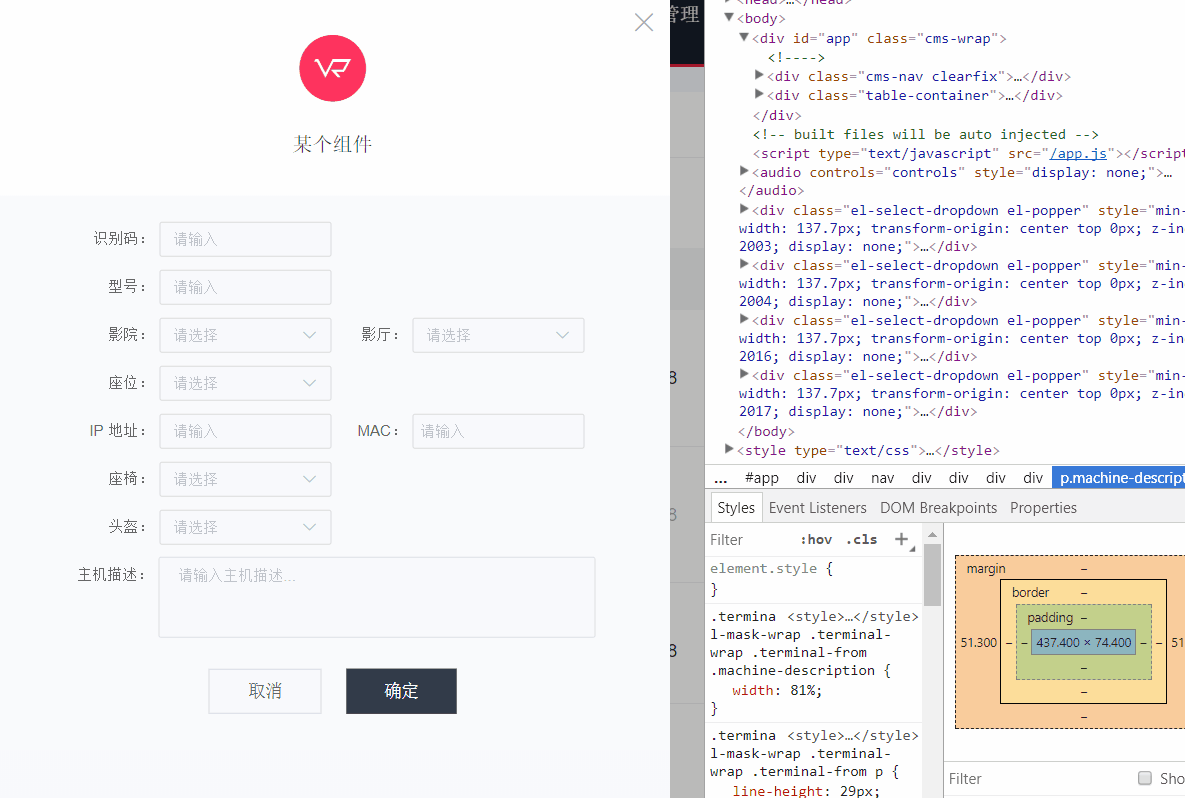 VR
某个组件
识别码：
请输入
型号：
请输入
影院：
请选择
影厅：
请选择
座位：
请选择
IP 地址：
请输入
MAC：
请输入
座椅：
请选择
头盔：
请选择
主机描述：
请输入主机描述...
取消
确定
管理
8
8
8
<body>
<div id="app" class="cms-wrap">
<!---->
<div class="cms-nav clearfix">…</div>
<div class="table-container">…</div>
</div>
<!-- built files will be auto injected -->
<script type="text/javascript" src="/app.js"></script
<audio controls="controls" style="display: none;">…
</audio>
<div class="el-select-dropdown el-popper" style="min-
width: 137.7px; transform-origin: center top 0px; z-in
2003; display: none;">…</div>
<div class="el-select-dropdown el-popper" style="min-
width: 137.7px; transform-origin: center top 0px; z-in
2004; display: none;">…</div>
<div class="el-select-dropdown el-popper" style="min-
width: 137.7px; transform-origin: center top 0px; z-in
2016; display: none;">…</div>
<div class="el-select-dropdown el-popper" style="min-
width: 137.7px; transform-origin: center top 0px; z-in
2017; display: none;">…</div>
</body>
<style type="text/css">…</style>
... #app div div nav div div div div p.machine-descript
Styles Event Listeners DOM Breakpoints Properties
Filter :hov .cls +
element.style {
}
.termina <style>…</style>
l-mask-wrap .terminal-
wrap .terminal-from
.machine-description {
width: 81%;
}
.termina <style>…</style>
l-mask-wrap .terminal-
wrap .terminal-from p {
line-height: 29px;
margin –
border –
padding –
51.300 – – 437.400 × 74.400 – – 51
–
–
–
Filter Sho